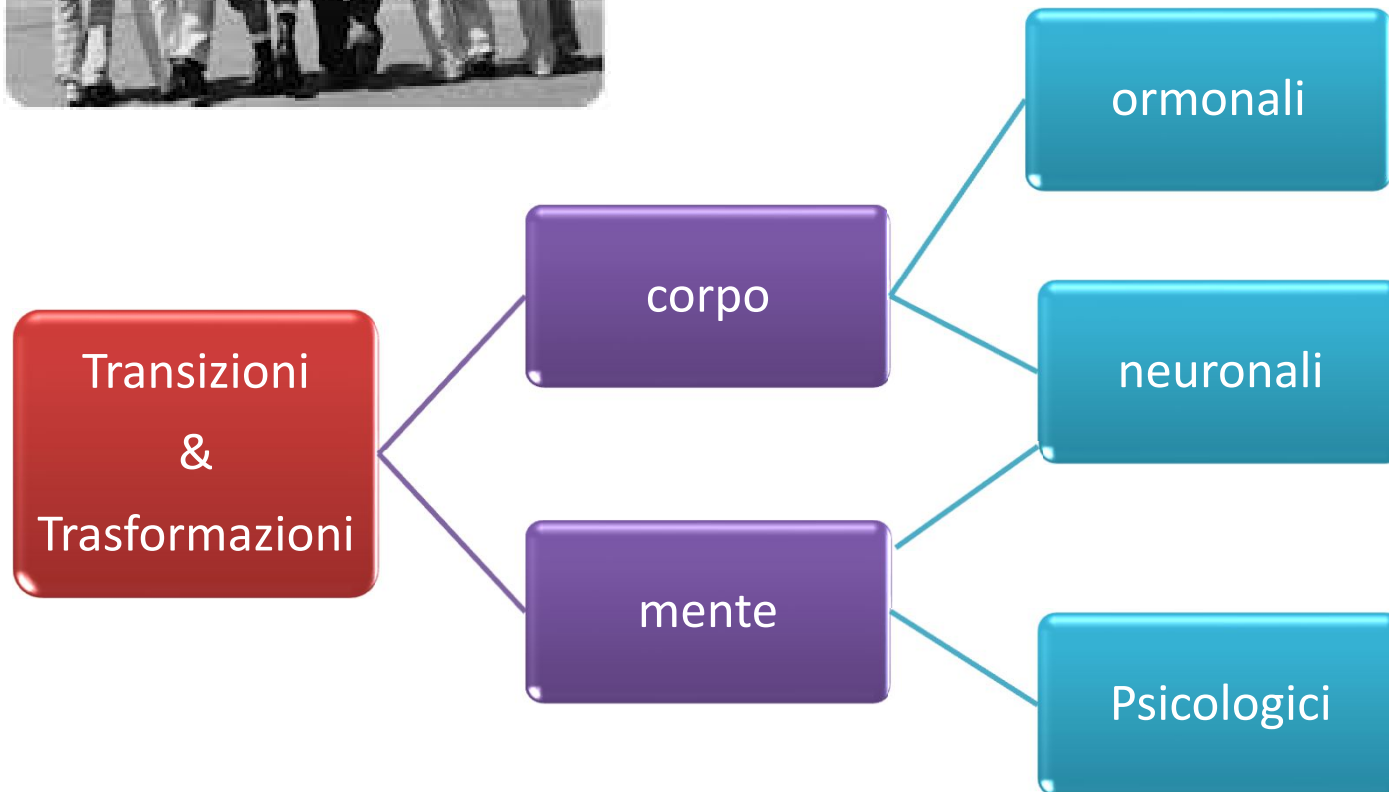 ormonali
corpo
neuronali
Transizioni
&
Trasformazioni
mente
Psicologici